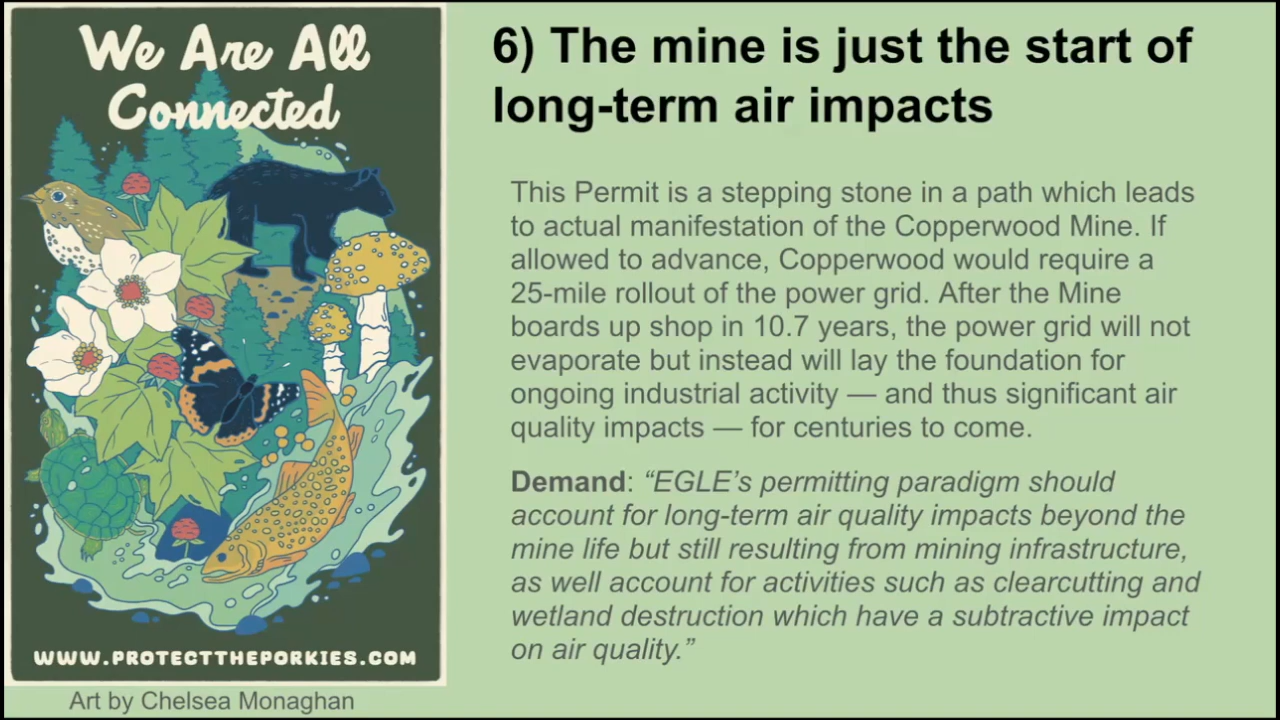 We Are All
Connected
WWW.PROTECTTHEPORKIES.COM
Art by Chelsea Monaghan
6) The mine is just the start of
long-term air impacts
This Permit is a stepping stone in a path which leads
to actual manifestation of the Copperwood Mine. If
allowed to advance, Copperwood would require a
25-mile rollout of the power grid. After the Mine
boards up shop in 10.7 years, the power grid will not
evaporate but instead will lay the foundation for
ongoing industrial activity — and thus significant air
quality impacts — for centuries to come.
Demand: “EGLE’s permitting paradigm should
account for long-term air quality impacts beyond the
mine life but still resulting from mining infrastructure,
as well account for activities such as clearcutting and
wetland destruction which have a subtractive impact
on air quality.”